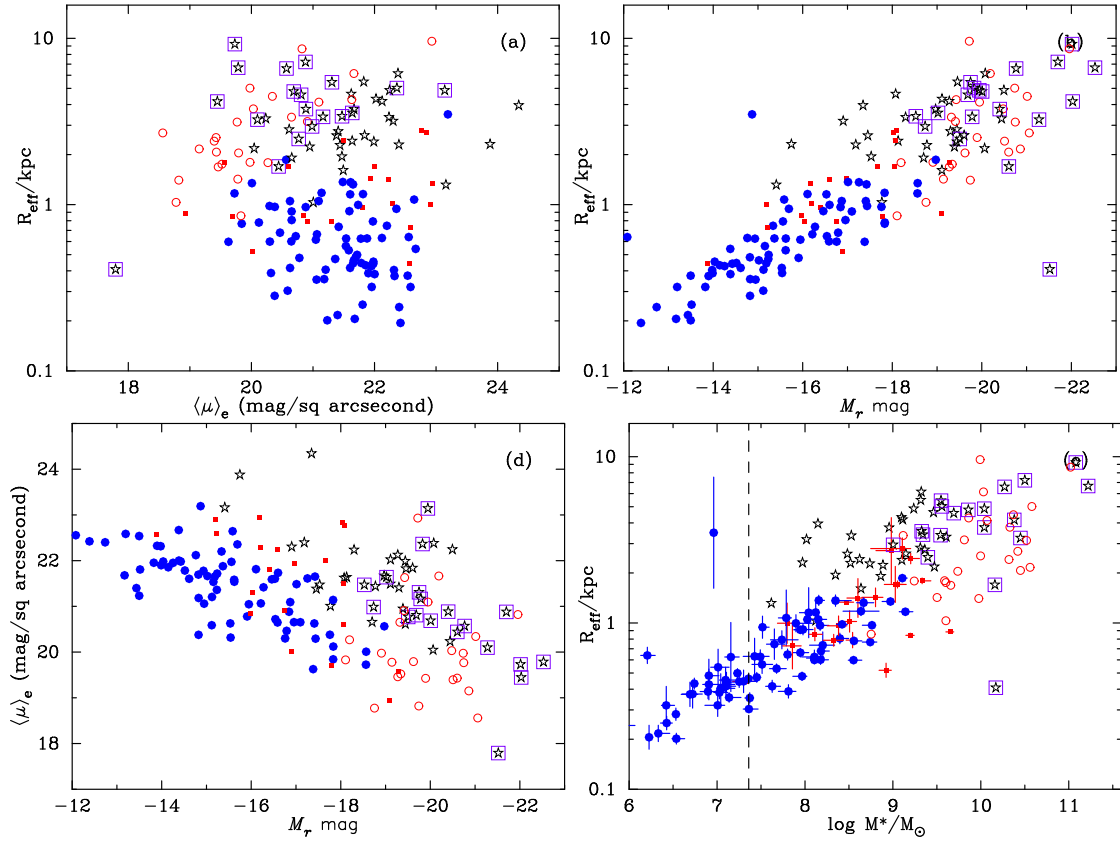 (a)
10
1
0.1
R_eff/kpc
18 20 22 24
⟨μ⟩_e (mag/sq arcsecond)
(b)
10
1
0.1
R_eff/kpc
−12 −14 −16 −18 −20 −22
M_r mag
(d)
24
22
20
18
⟨μ⟩_e (mag/sq arcsecond)
−12 −14 −16 −18 −20 −22
M_r mag
10
1
0.1
R_eff/kpc
6 7 8 9 10 11
log M*/M_⊙